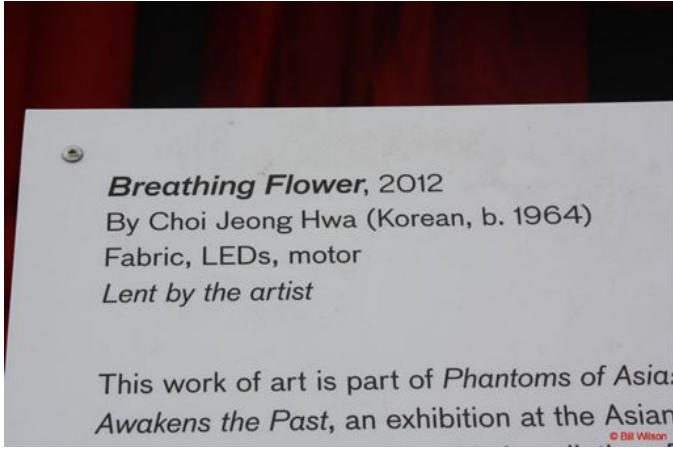 Breathing Flower, 2012
By Choi Jeong Hwa (Korean, b. 1964)
Fabric, LEDs, motor
Lent by the artist
This work of art is part of Phantoms of Asia:
Awakens the Past, an exhibition at the Asian
© Bill Wilson